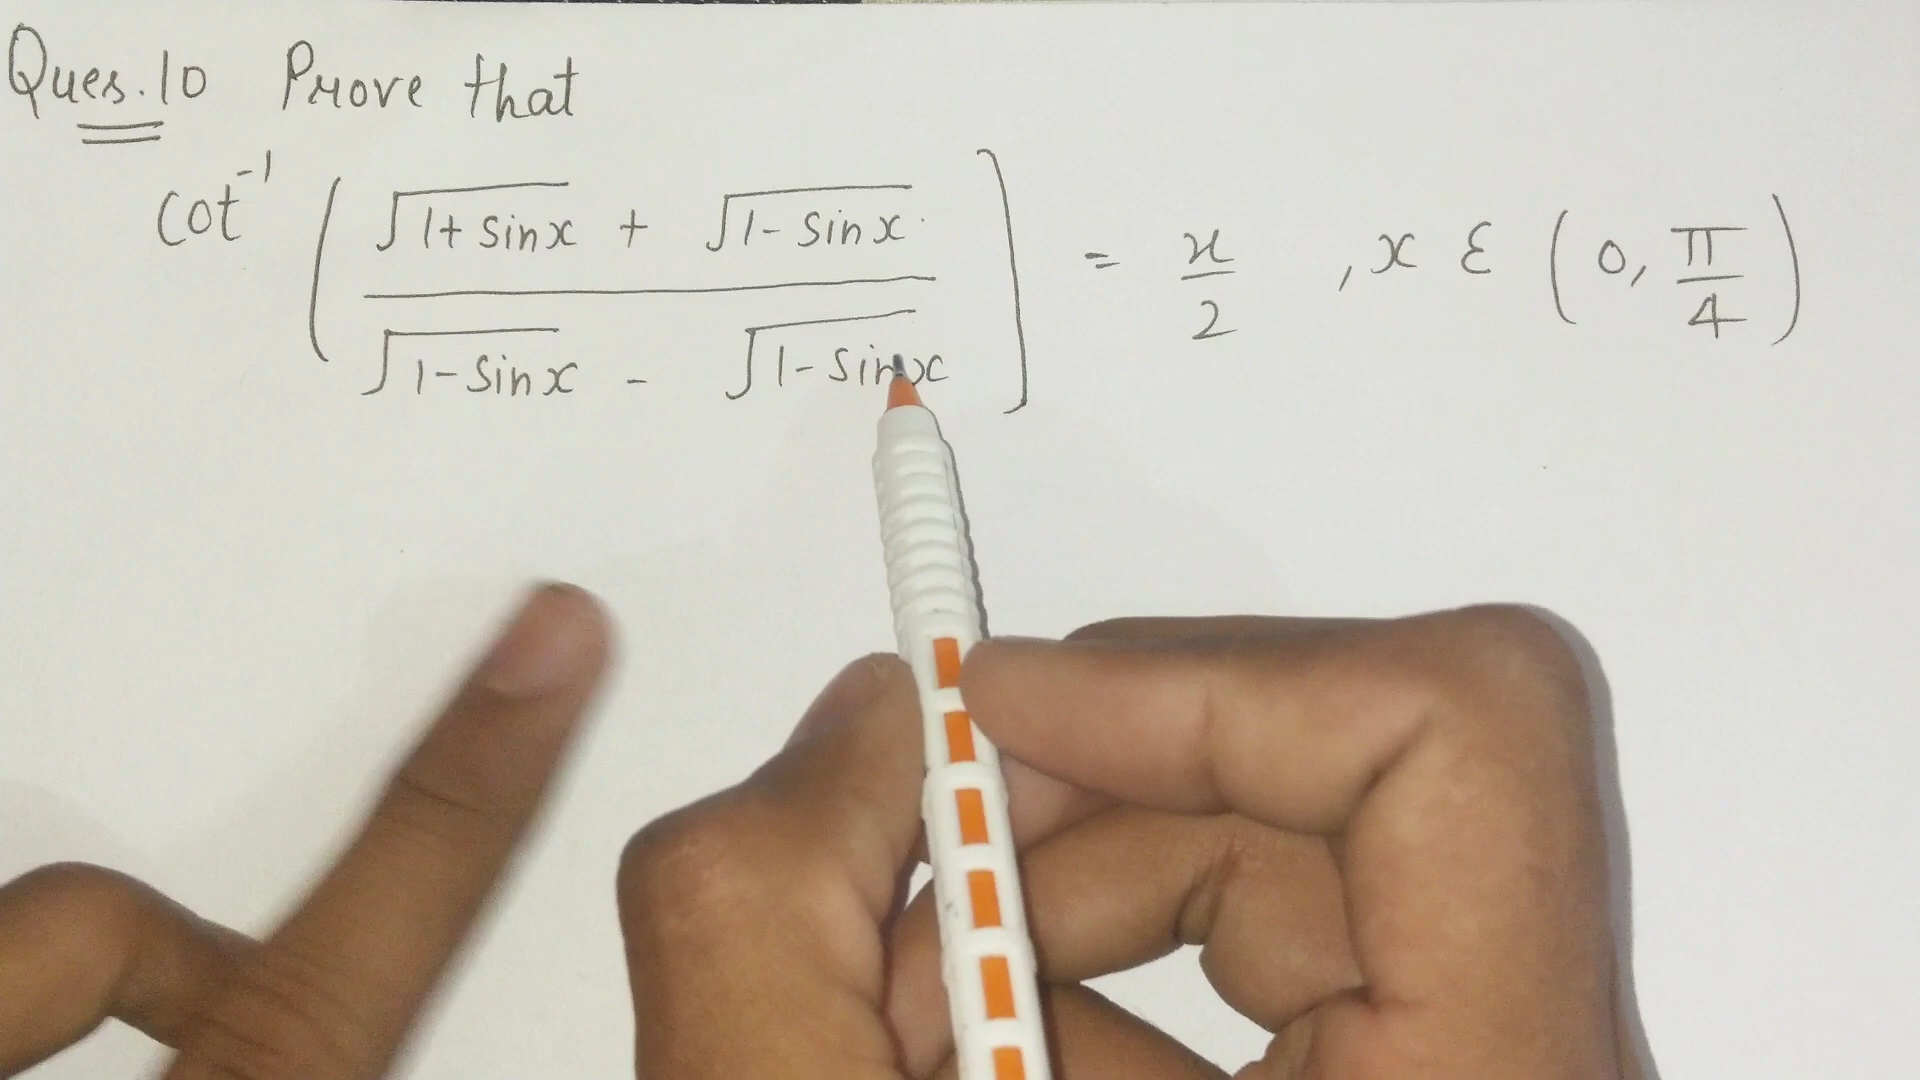 Ques.10 Prove that
cot⁻¹ ( (√(1+sinx) + √(1-sinx)) / (√(1-sinx) - √(1-sinx)) ] = x/2 , x ε (0, π/4)